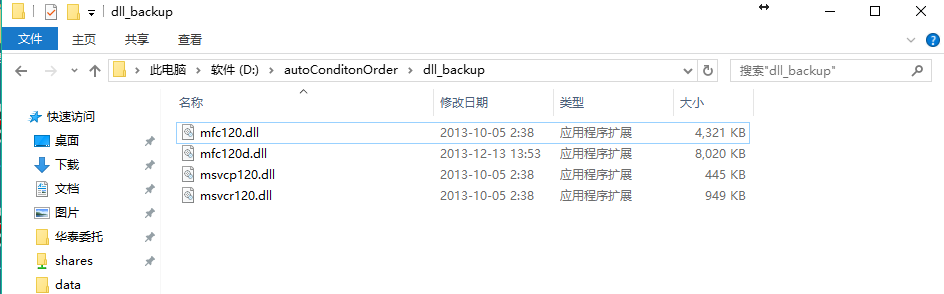 dll_backup
文件 主页 共享 查看
此电脑 软件 (D:) autoConditonOrder dll_backup 搜索"dll_backup"
名称 修改日期 类型 大小
快速访问
桌面
下载
文档
图片
华泰委托
shares
data
mfc120.dll 2013-10-05 2:38 应用程序扩展 4,321 KB
mfc120d.dll 2013-12-13 13:53 应用程序扩展 8,020 KB
msvcp120.dll 2013-10-05 2:38 应用程序扩展 445 KB
msvcr120.dll 2013-10-05 2:38 应用程序扩展 949 KB